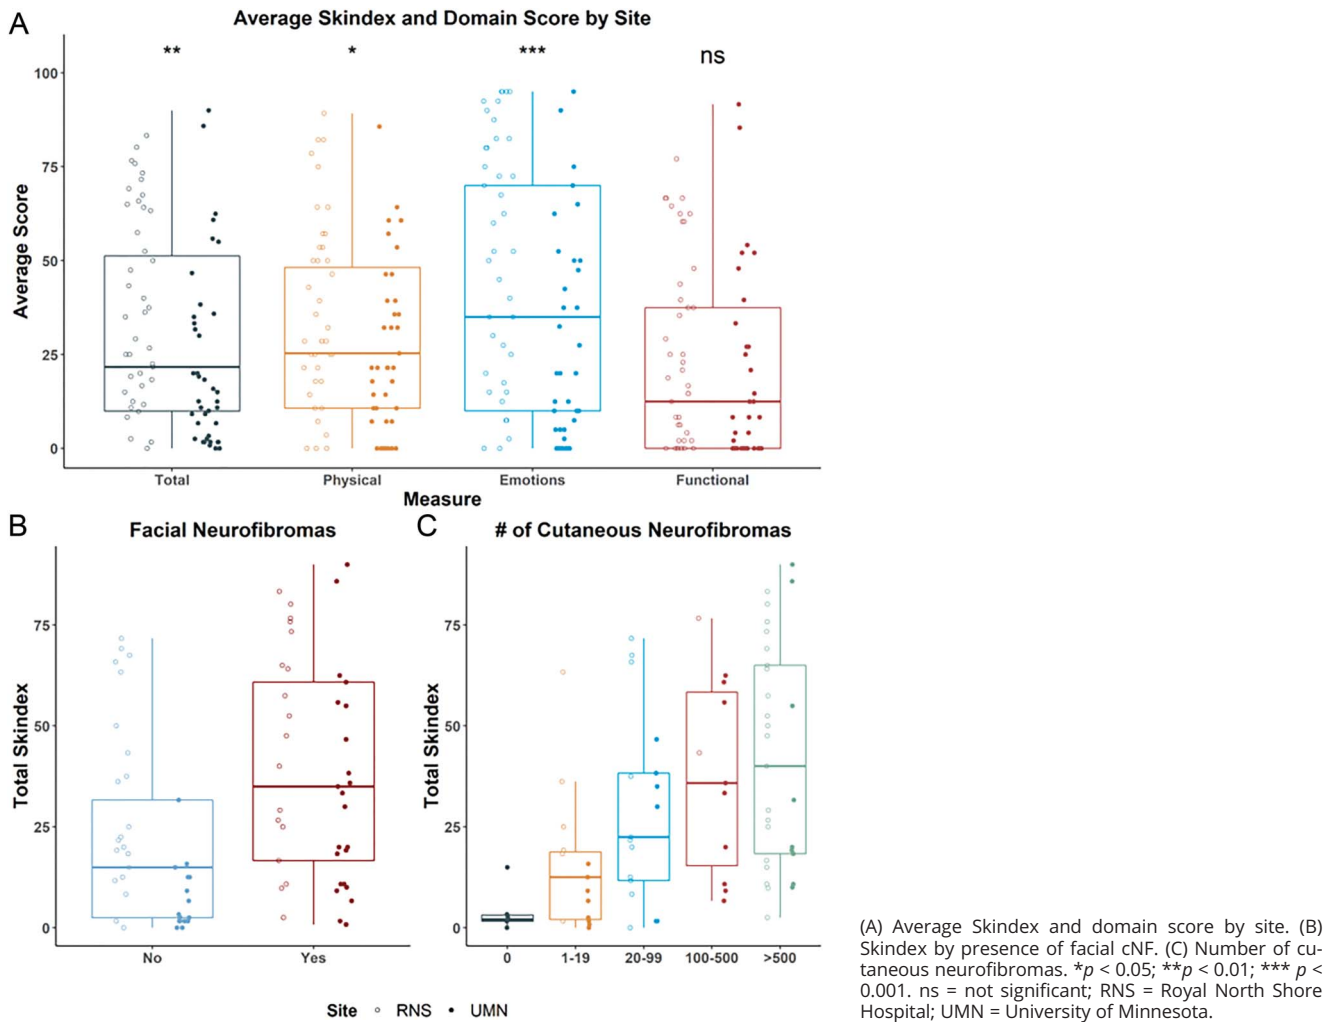 A
Average Skindex and Domain Score by Site
** * *** ns
Average Score
100
75
50
25
0
Total Physical Emotions Functional
Measure
B
Facial Neurofibromas
Total Skindex
75
50
25
0
No Yes
C
# of Cutaneous Neurofibromas
Total Skindex
75
50
25
0
0 1-19 20-99 100-500 >500
Site ○ RNS • UMN
(A) Average Skindex and domain score by site. (B)
Skindex by presence of facial cNF. (C) Number of cu-
taneous neurofibromas. *p < 0.05; **p < 0.01; *** p <
0.001. ns = not significant; RNS = Royal North Shore
Hospital; UMN = University of Minnesota.